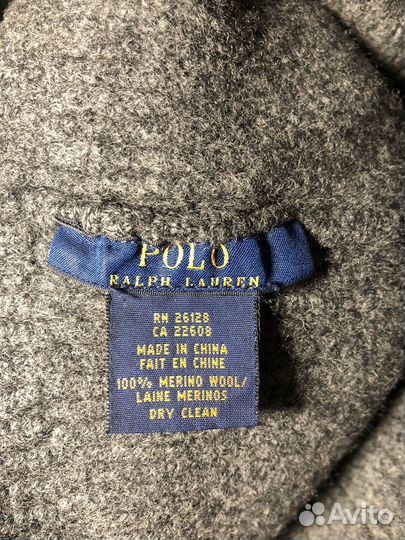 POLO
RALPH LAUREN
RN 26128
CA 22608
MADE IN CHINA
FAIT EN CHINE
100% MERINO WOOL/
LAINE MERINOS
DRY CLEAN
Avito